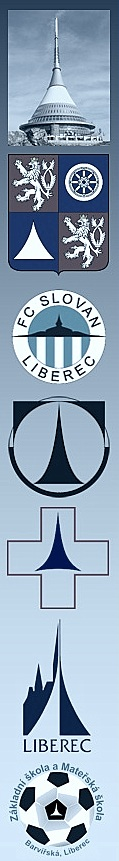 FC SLOVAN
LIBEREC
LIBEREC
Základní škola a Mateřská škola
Barvířská, Liberec